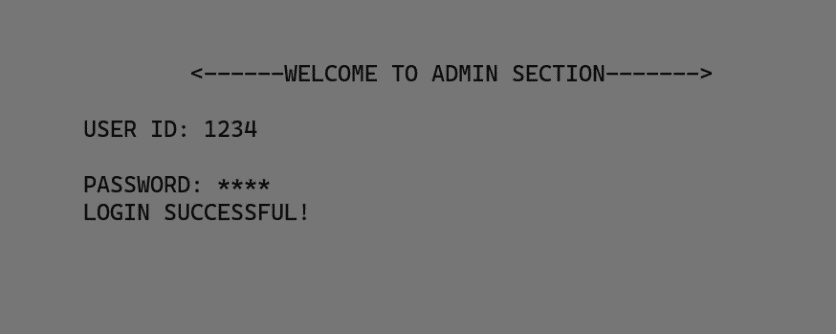 <------WELCOME TO ADMIN SECTION------->
USER ID: 1234
PASSWORD: ****
LOGIN SUCCESSFUL!